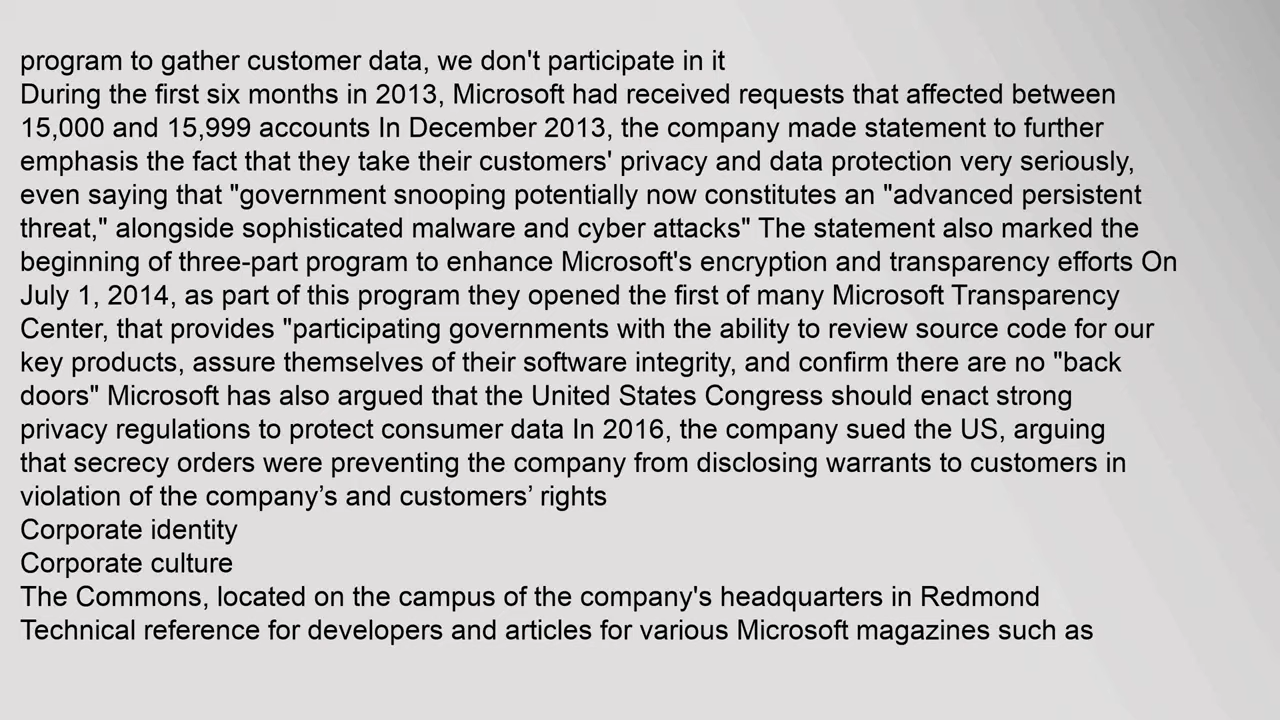 program to gather customer data, we don't participate in it
During the first six months in 2013, Microsoft had received requests that affected between
15,000 and 15,999 accounts In December 2013, the company made statement to further
emphasis the fact that they take their customers' privacy and data protection very seriously,
even saying that "government snooping potentially now constitutes an "advanced persistent
threat," alongside sophisticated malware and cyber attacks" The statement also marked the
beginning of three-part program to enhance Microsoft's encryption and transparency efforts On
July 1, 2014, as part of this program they opened the first of many Microsoft Transparency
Center, that provides "participating governments with the ability to review source code for our
key products, assure themselves of their software integrity, and confirm there are no "back
doors" Microsoft has also argued that the United States Congress should enact strong
privacy regulations to protect consumer data In 2016, the company sued the US, arguing
that secrecy orders were preventing the company from disclosing warrants to customers in
violation of the company’s and customers’ rights
Corporate identity
Corporate culture
The Commons, located on the campus of the company's headquarters in Redmond
Technical reference for developers and articles for various Microsoft magazines such as